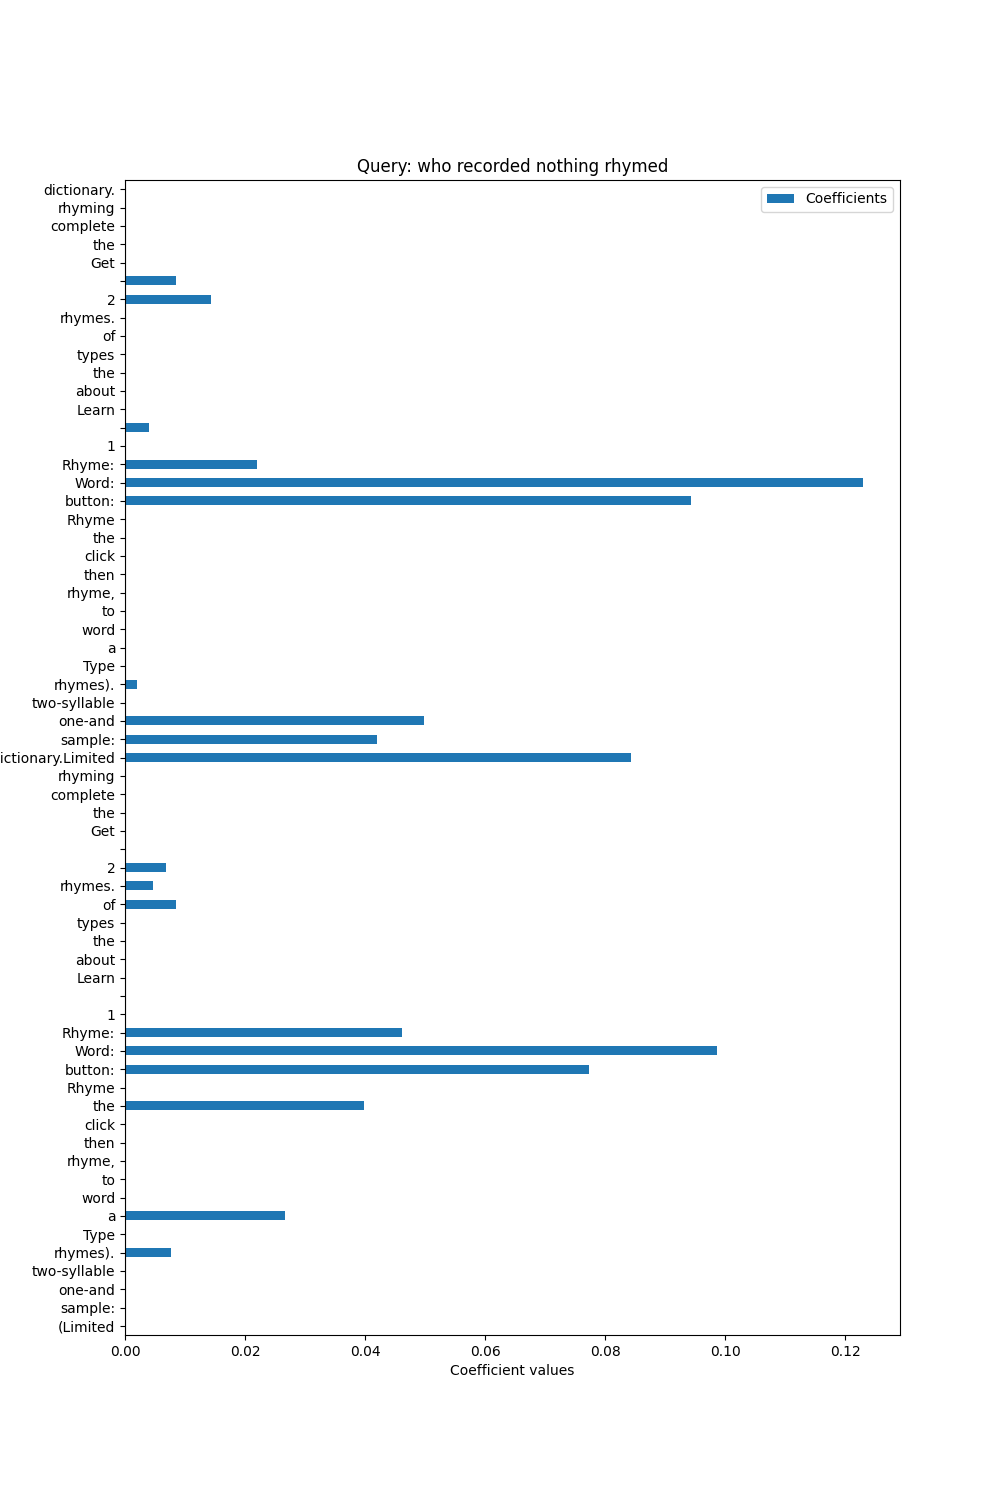 Query: who recorded nothing rhymed
Coefficients
dictionary.
rhyming
complete
the
Get
2
rhymes.
of
types
the
about
Learn
1
Rhyme:
Word:
button:
Rhyme
the
click
then
rhyme,
to
word
a
Type
rhymes).
two-syllable
one-and
sample:
ictionary.Limited
rhyming
complete
the
Get
2
rhymes.
of
types
the
about
Learn
1
Rhyme:
Word:
button:
Rhyme
the
click
then
rhyme,
to
word
a
Type
rhymes).
two-syllable
one-and
sample:
(Limited
0.00 0.02 0.04 0.06 0.08 0.10 0.12
Coefficient values